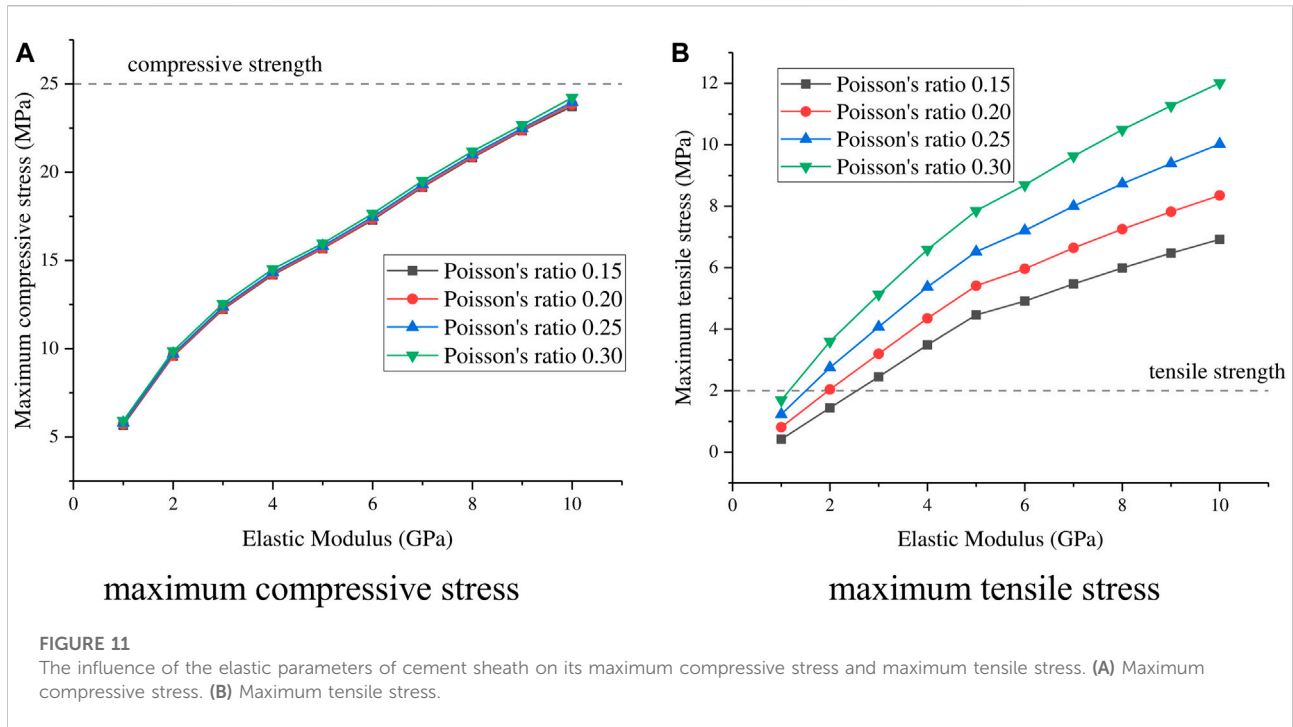 A
compressive strength
Maximum compressive stress (MPa)
25
20
15
10
5
0
2
4
6
8
10
Elastic Modulus (GPa)
Poisson's ratio 0.15
Poisson's ratio 0.20
Poisson's ratio 0.25
Poisson's ratio 0.30
maximum compressive stress
B
Poisson's ratio 0.15
Poisson's ratio 0.20
Poisson's ratio 0.25
Poisson's ratio 0.30
Maximum tensile stress (MPa)
12
10
8
6
4
2
0
tensile strength
0
2
4
6
8
10
Elastic Modulus (GPa)
maximum tensile stress
FIGURE 11
The influence of the elastic parameters of cement sheath on its maximum compressive stress and maximum tensile stress. (A) Maximum
compressive stress. (B) Maximum tensile stress.